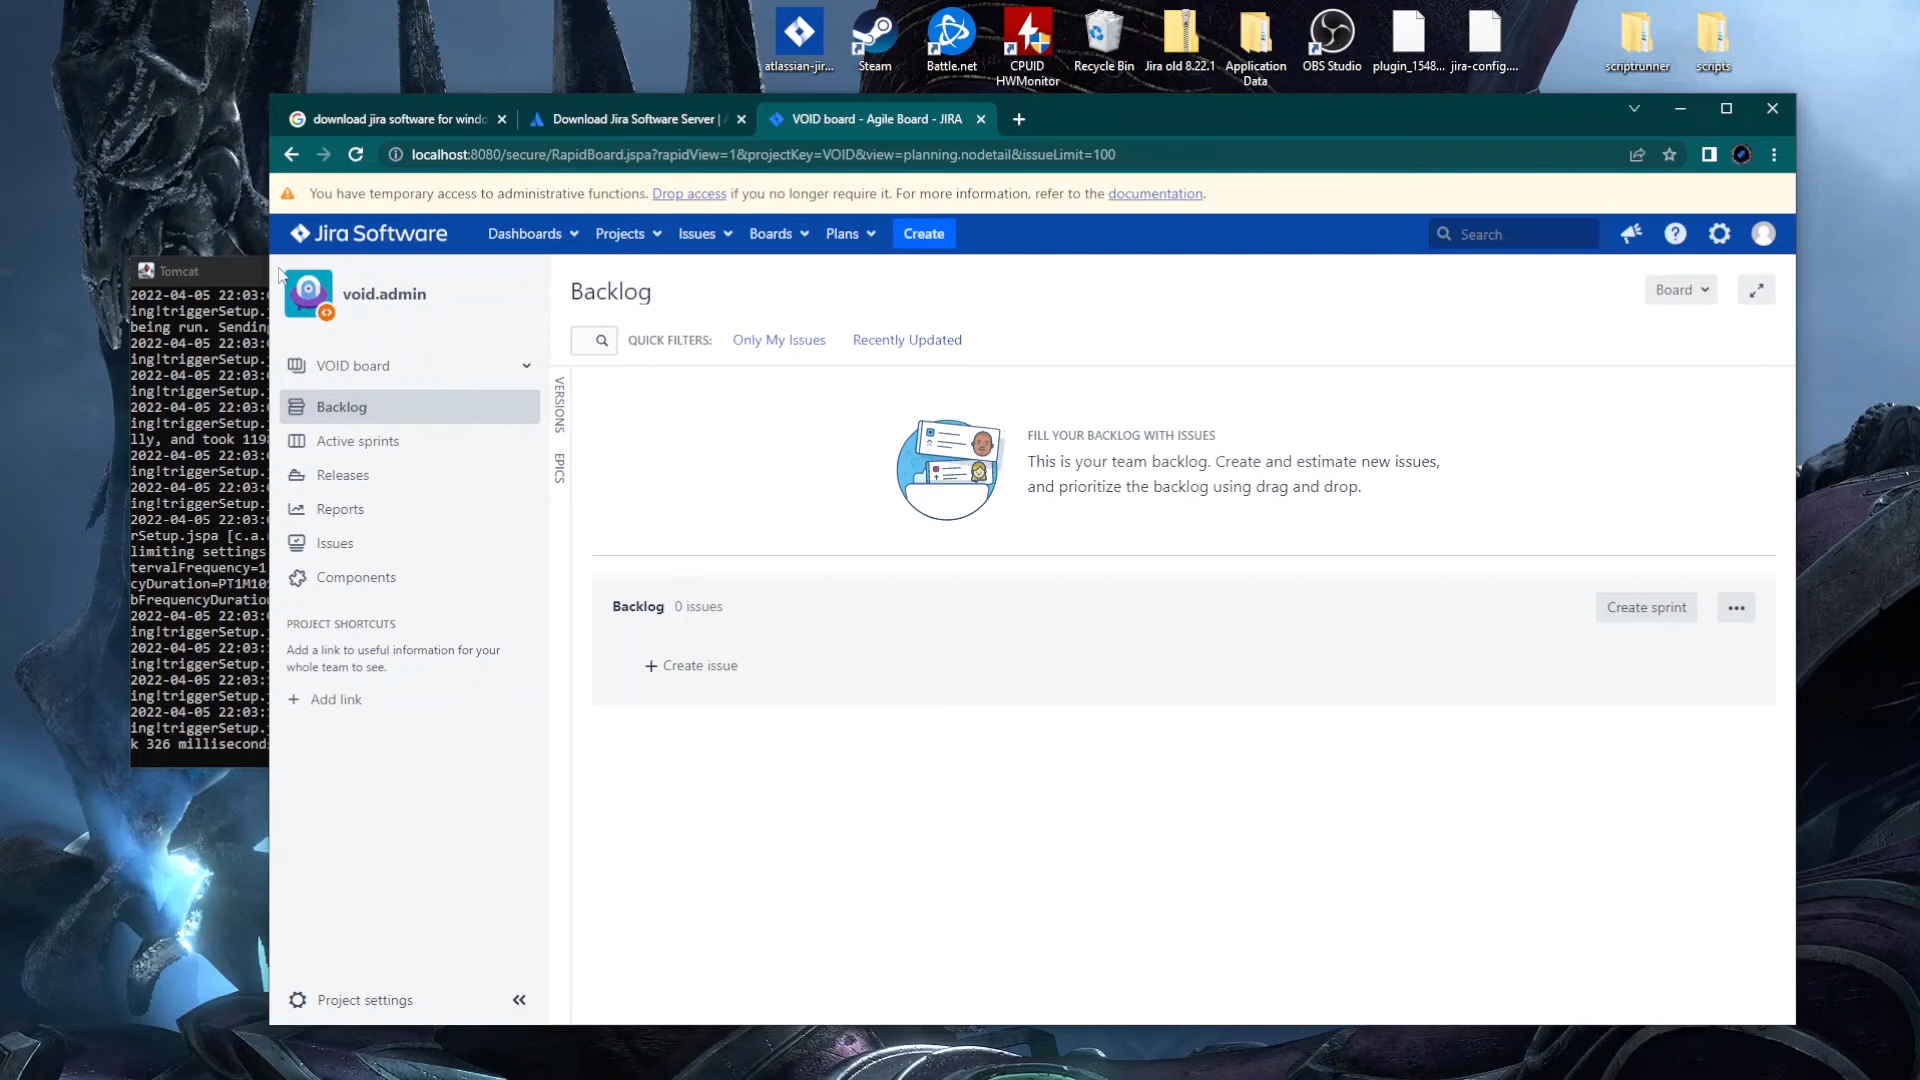 atlassian-jir...
Steam
Battle.net
CPUID
HWMonitor
Recycle Bin
Jira old 8.22.1
Application
Data
OBS Studio
plugin_1548...
jira-config....
scriptrunner
scripts
download jira software for windo
Download Jira Software Server |
VOID board - Agile Board - JIRA
localhost:8080/secure/RapidBoard.jspa?rapidView=1&projectKey=VOID&view=planning.nodetail&issueLimit=100
You have temporary access to administrative functions. Drop access if you no longer require it. For more information, refer to the documentation.
Jira Software
Dashboards
Projects
Issues
Boards
Plans
Create
Search
Tomcat
2022-04-05 22:03:
ing!triggerSetup.
being run. Sending
2022-04-05 22:03:
ing!triggerSetup.
2022-04-05 22:03:
ing!triggerSetup.
2022-04-05 22:03:
ing!triggerSetup.
lly, and took 119
2022-04-05 22:03:
ing!triggerSetup.
2022-04-05 22:03:
ing!triggerSetup.
2022-04-05 22:03:
rSetup.jspa [c.a.
limiting settings
tervalFrequency=1
cyDuration=PT1M10
bFrequencyDuration
2022-04-05 22:03:
ing!triggerSetup.
2022-04-05 22:03:
ing!triggerSetup.
2022-04-05 22:03:
ing!triggerSetup.
2022-04-05 22:03:
ing!triggerSetup.
k 326 millisecond
void.admin
VOID board
Backlog
Active sprints
Releases
Reports
Issues
Components
PROJECT SHORTCUTS
Add a link to useful information for your
whole team to see.
+ Add link
Project settings
Backlog
Board
QUICK FILTERS:
Only My Issues
Recently Updated
VERSIONS
EPICS
FILL YOUR BACKLOG WITH ISSUES
This is your team backlog. Create and estimate new issues,
and prioritize the backlog using drag and drop.
Backlog 0 issues
Create sprint
+ Create issue